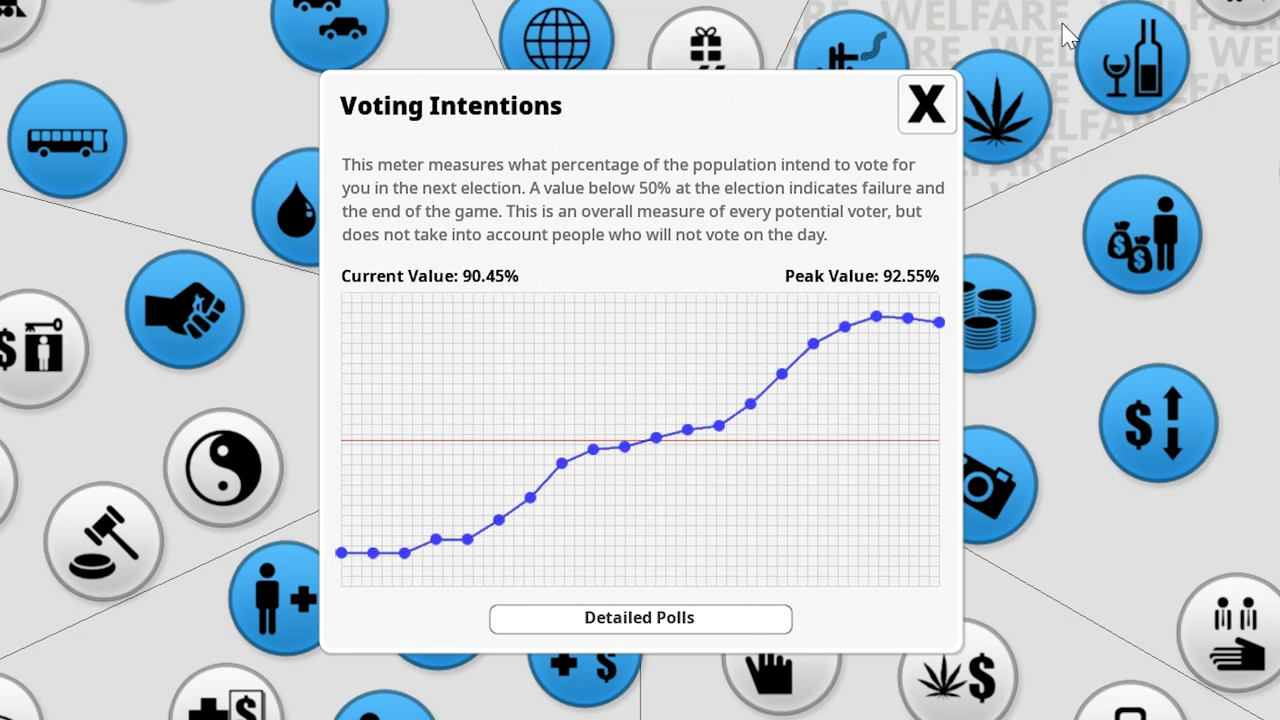 WELFARE
Voting Intentions
X
This meter measures what percentage of the population intend to vote for
you in the next election. A value below 50% at the election indicates failure and
the end of the game. This is an overall measure of every potential voter, but
does not take into account people who will not vote on the day.
Current Value: 90.45%
Peak Value: 92.55%
Detailed Polls